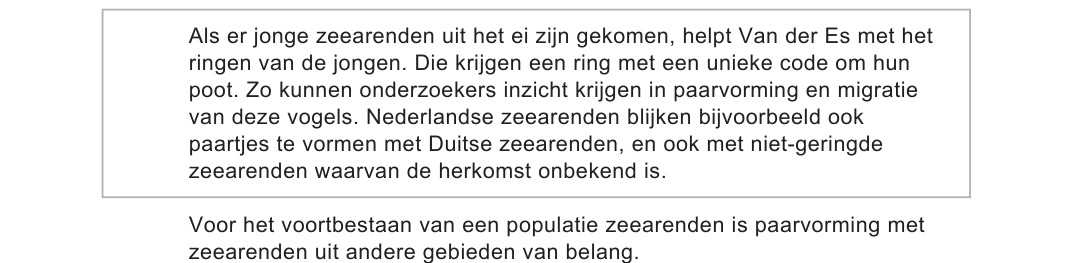 Als er jonge zeearenden uit het ei zijn gekomen, helpt Van der Es met het
ringen van de jongen. Die krijgen een ring met een unieke code om hun
poot. Zo kunnen onderzoekers inzicht krijgen in paarvorming en migratie
van deze vogels. Nederlandse zeearenden blijken bijvoorbeeld ook
paartjes te vormen met Duitse zeearenden, en ook met niet-geringde
zeearenden waarvan de herkomst onbekend is.
Voor het voortbestaan van een populatie zeearenden is paarvorming met
zeearenden uit andere gebieden van belang.